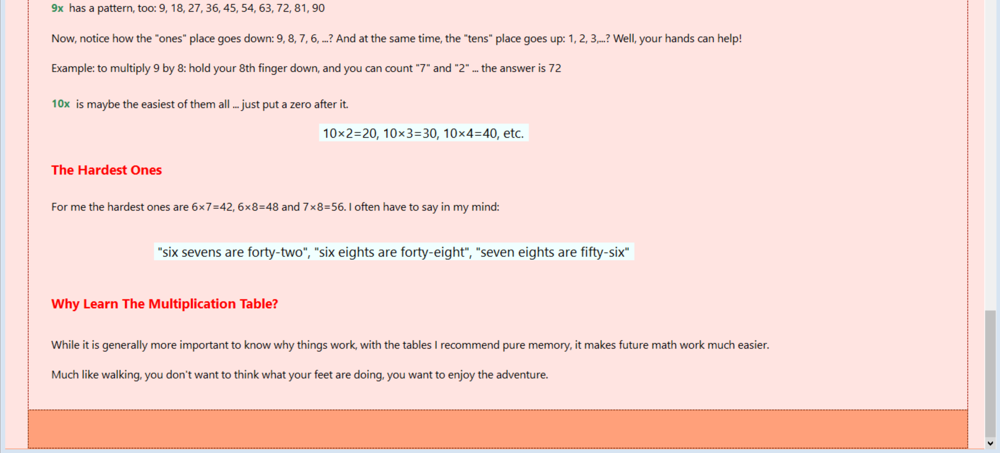 9x has a pattern, too: 9, 18, 27, 36, 45, 54, 63, 72, 81, 90
Now, notice how the "ones" place goes down: 9, 8, 7, 6, ...? And at the same time, the "tens" place goes up: 1, 2, 3,...? Well, your hands can help!
Example: to multiply 9 by 8: hold your 8th finger down, and you can count "7" and "2" ... the answer is 72
10x is maybe the easiest of them all ... just put a zero after it.
10×2=20, 10×3=30, 10×4=40, etc.
The Hardest Ones
For me the hardest ones are 6×7=42, 6×8=48 and 7×8=56. I often have to say in my mind:
"six sevens are forty-two", "six eights are forty-eight", "seven eights are fifty-six"
Why Learn The Multiplication Table?
While it is generally more important to know why things work, with the tables I recommend pure memory, it makes future math work much easier.
Much like walking, you don't want to think what your feet are doing, you want to enjoy the adventure.